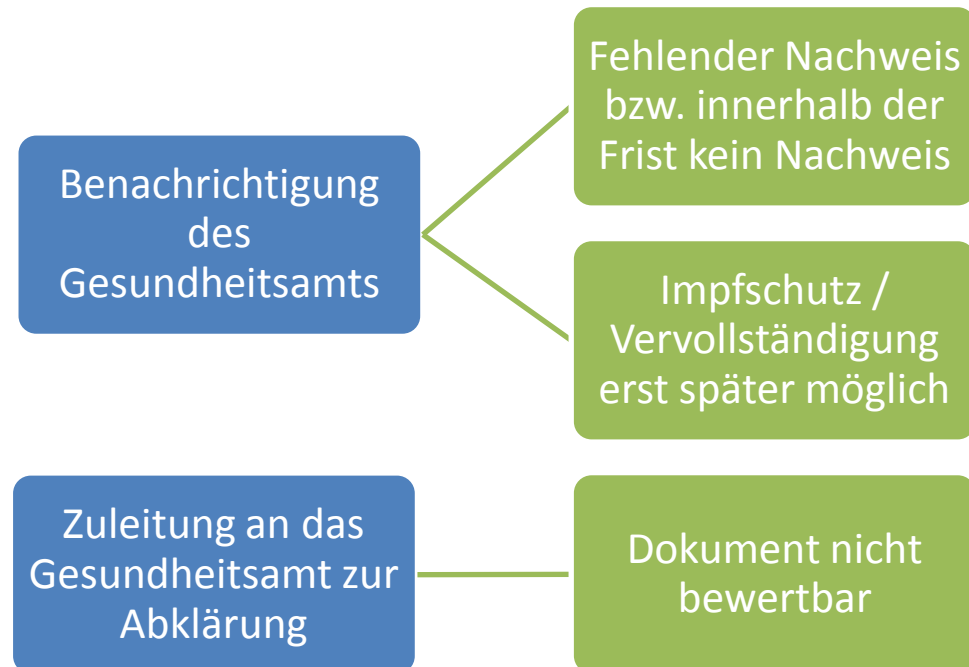 Benachrichtigung
des
Gesundheitsamts
Fehlender Nachweis
bzw. innerhalb der
Frist kein Nachweis
Impfschutz /
Vervollständigung
erst später möglich
Zuleitung an das
Gesundheitsamt zur
Abklärung
Dokument nicht
bewertbar